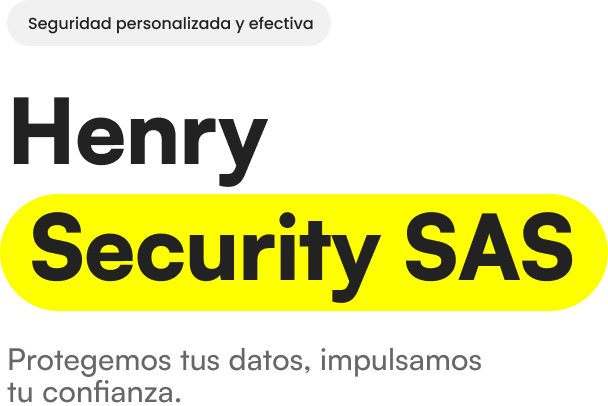 Seguridad personalizada y efectiva
Henry
Security SAS
Protegemos tus datos, impulsamos
tu confianza.